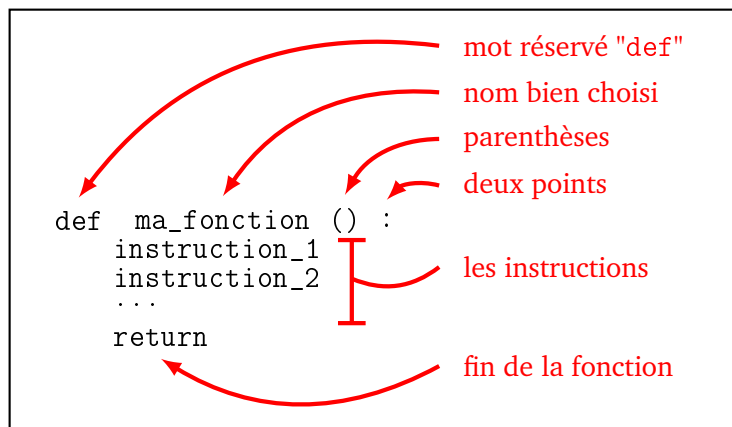 mot réservé "def"
nom bien choisi
parenthèses
deux points
def ma_fonction () :
instruction_1
instruction_2
les instructions
...
return
fin de la fonction